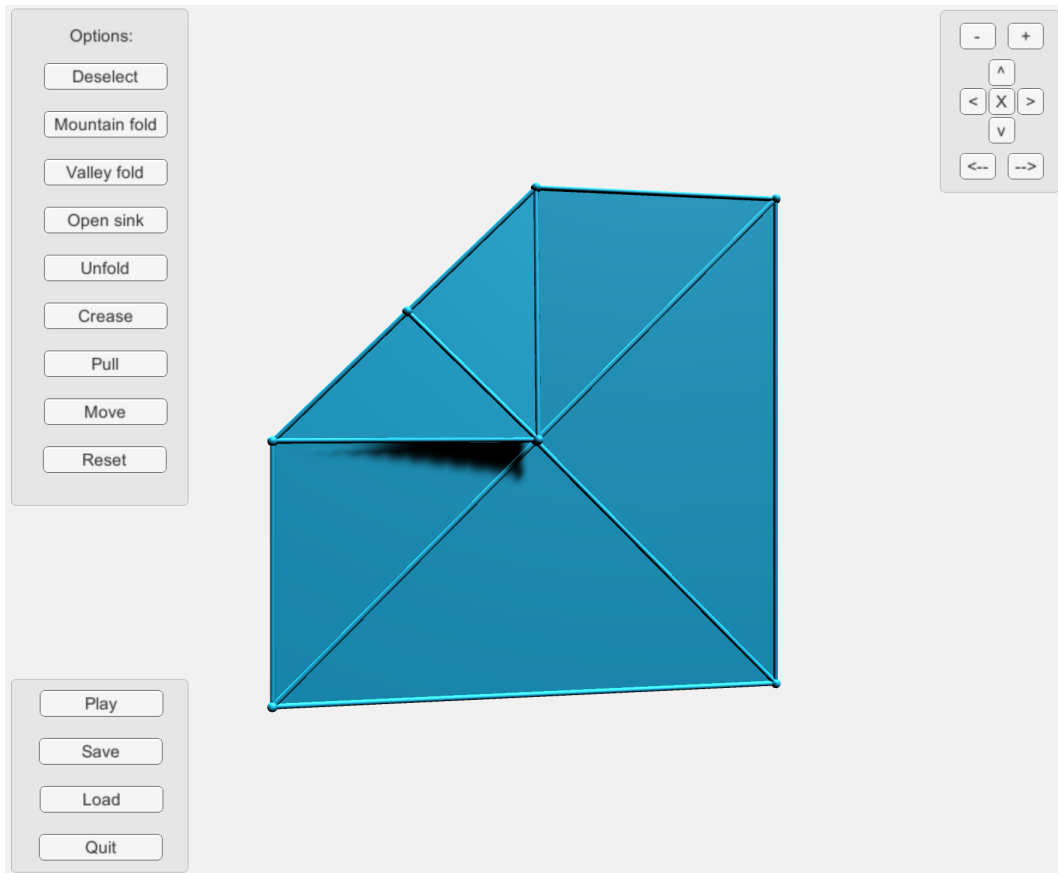 Options:
Deselect
Mountain fold
Valley fold
Open sink
Unfold
Crease
Pull
Move
Reset
Play
Save
Load
Quit
- +
^
< X >
v
<-- -->